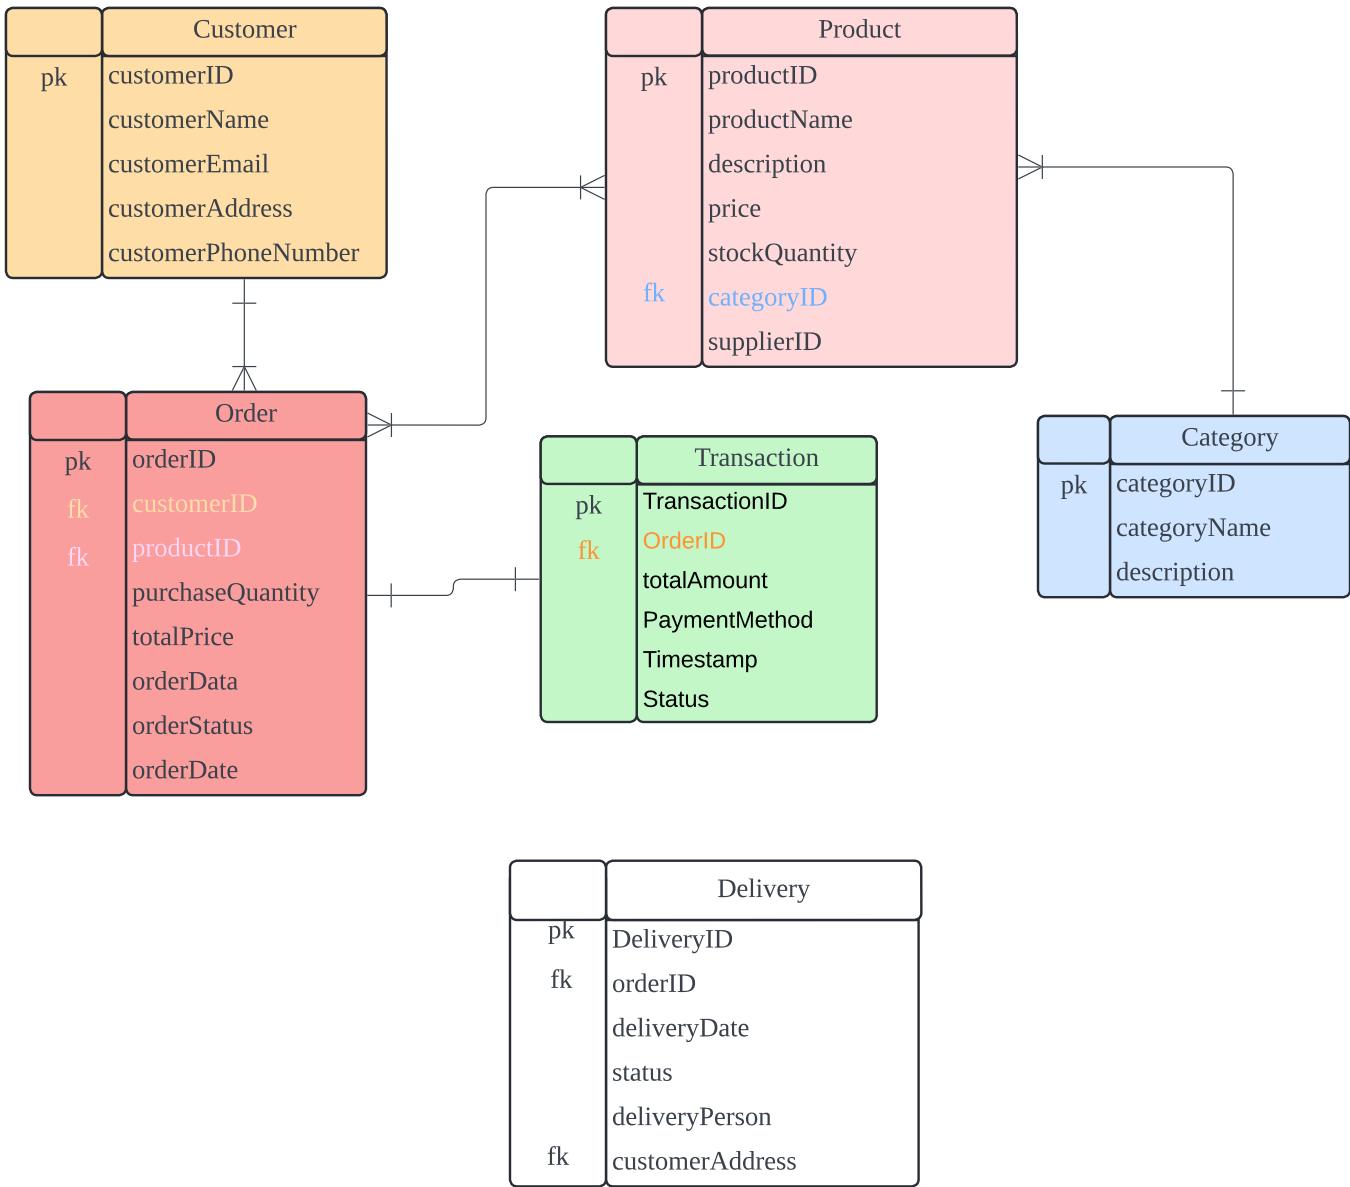 Customer
pk customerID
customerName
customerEmail
customerAddress
customerPhoneNumber
Product
pk productID
productName
description
price
stockQuantity
fk categoryID
supplierID
Order
pk orderID
fk customerID
fk productID
purchaseQuantity
totalPrice
orderData
orderStatus
orderDate
Transaction
pk TransactionID
fk OrderID
totalAmount
PaymentMethod
Timestamp
Status
Category
pk categoryID
categoryName
description
Delivery
pk DeliveryID
fk orderID
deliveryDate
status
deliveryPerson
fk customerAddress